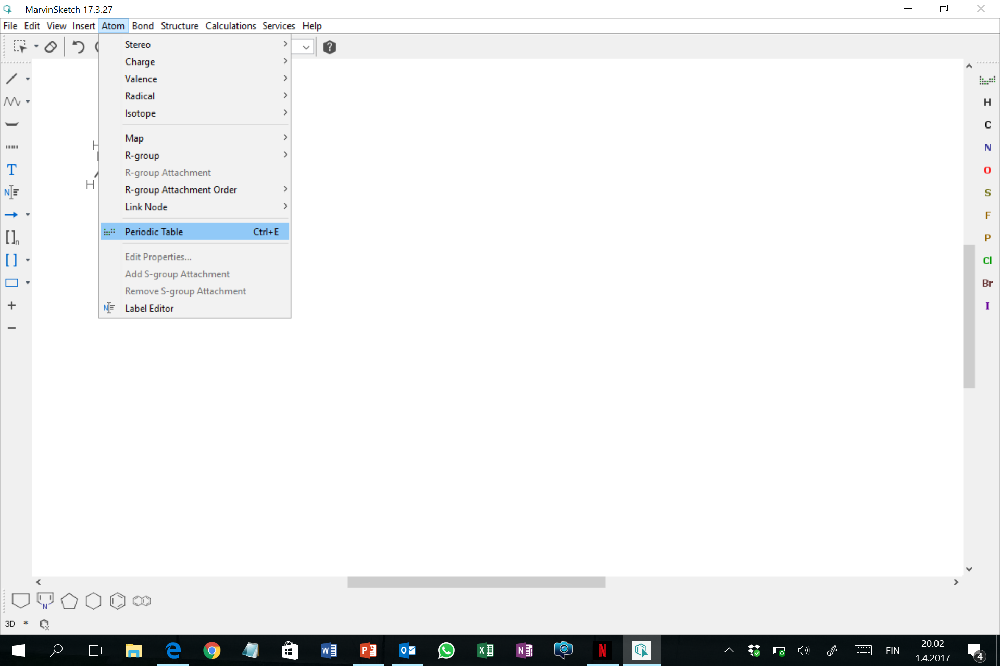 - MarvinSketch 17.3.27
File Edit View Insert Atom Bond Structure Calculations Services Help
Stereo
Charge
Valence
Radical
Isotope
Map
R-group
R-group Attachment
R-group Attachment Order
Link Node
Periodic Table Ctrl+E
Edit Properties...
Add S-group Attachment
Remove S-group Attachment
N Label Editor
H
H
T
N
[ ]n
[ ]
H
C
N
O
S
F
P
Cl
Br
I
N
3D *
FIN
20.02
1.4.2017
4